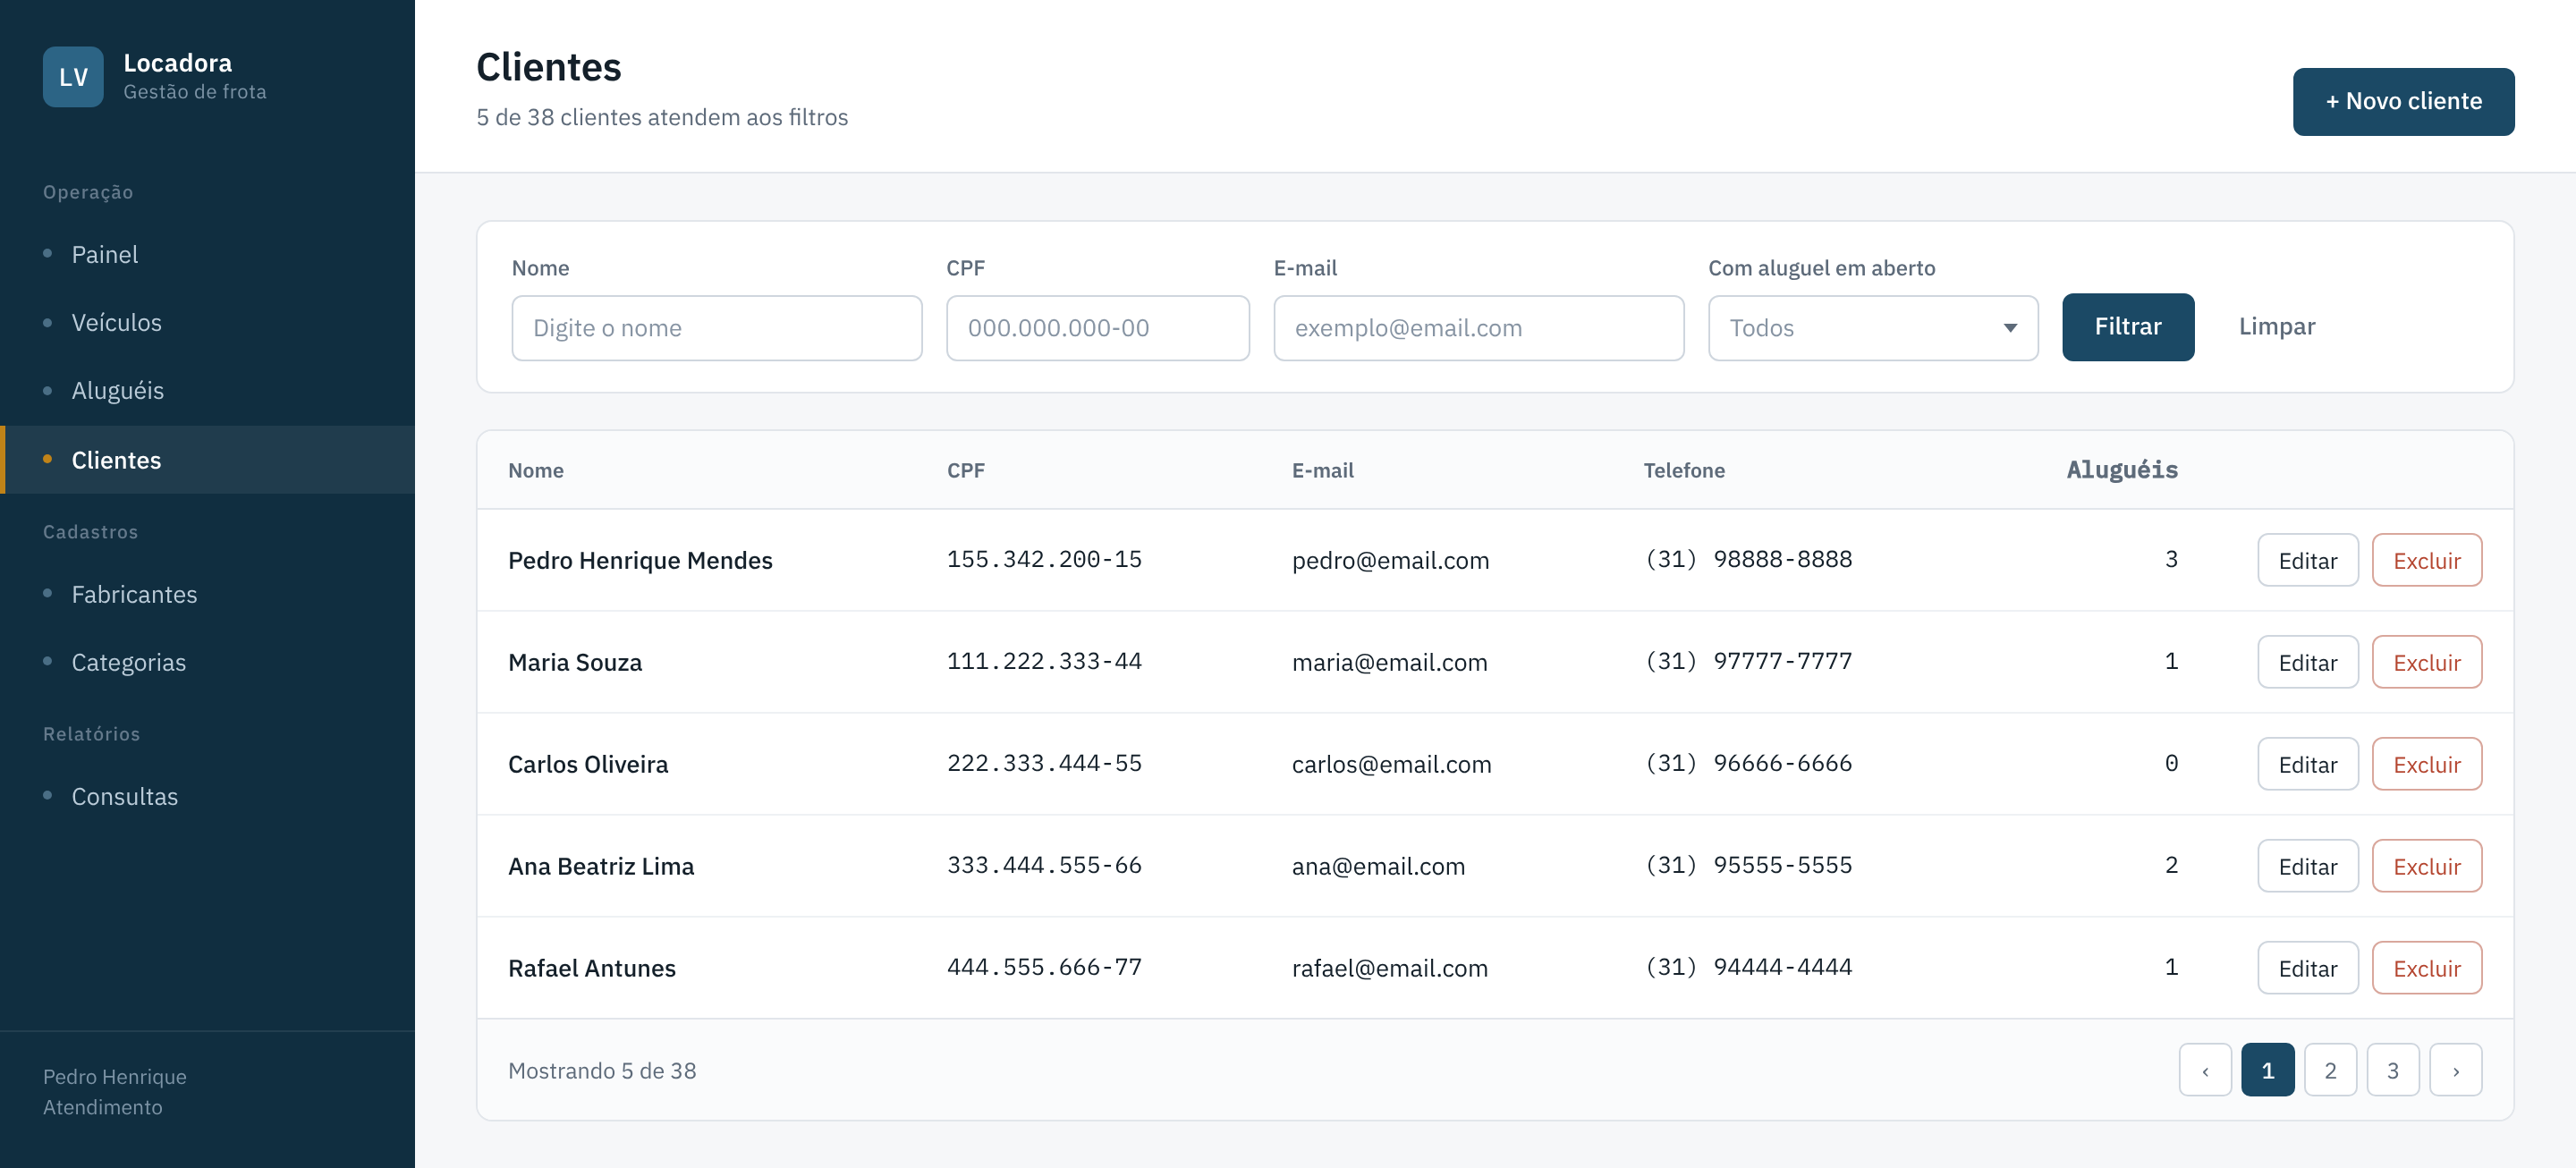 LV
Locadora
Gestão de frota
Operação
Painel
Veículos
Aluguéis
Clientes
Cadastros
Fabricantes
Categorias
Relatórios
Consultas
Pedro Henrique
Atendimento
Clientes
5 de 38 clientes atendem aos filtros
+ Novo cliente
Nome CPF E-mail Com aluguel em aberto
Digite o nome 000.000.000-00 exemplo@email.com Todos Filtrar Limpar
Nome CPF E-mail Telefone Aluguéis
Pedro Henrique Mendes 155.342.200-15 pedro@email.com (31) 98888-8888 3 Editar Excluir
Maria Souza 111.222.333-44 maria@email.com (31) 97777-7777 1 Editar Excluir
Carlos Oliveira 222.333.444-55 carlos@email.com (31) 96666-6666 0 Editar Excluir
Ana Beatriz Lima 333.444.555-66 ana@email.com (31) 95555-5555 2 Editar Excluir
Rafael Antunes 444.555.666-77 rafael@email.com (31) 94444-4444 1 Editar Excluir
Mostrando 5 de 38 ‹ 1 2 3 ›